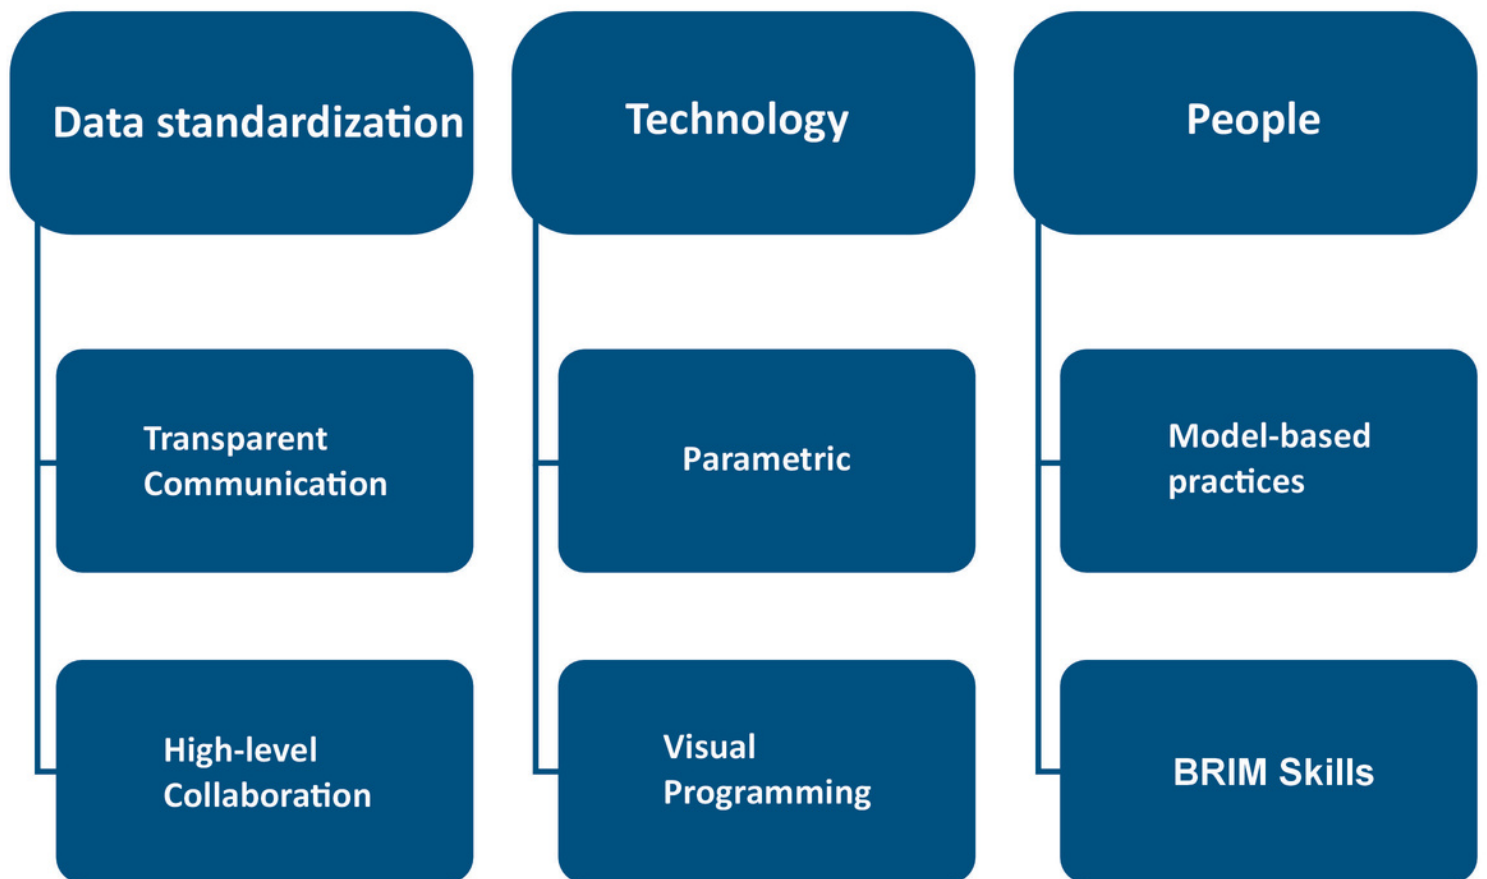 Data standardization
Technology
People
Transparent
Communication
Parametric
Model-based
practices
High-level
Collaboration
Visual
Programming
BRIM Skills